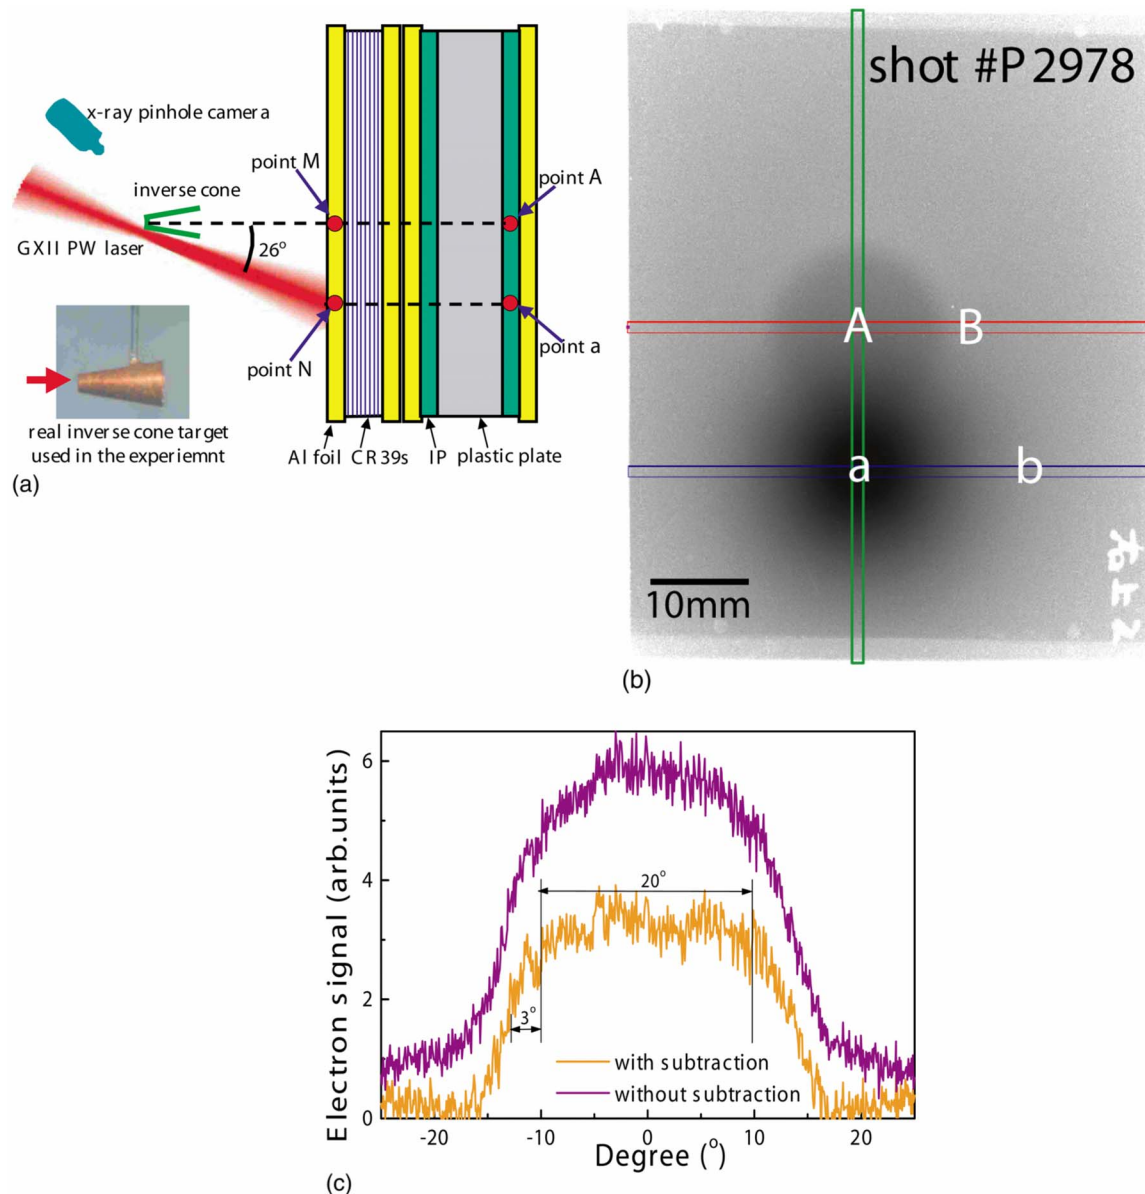 x-ray pinhole camera
inverse cone
GXII PW laser
26°
point M
point A
point N
point a
real inverse cone target
used in the experiemnt
Al foil
CR39s
IP
plastic plate
(a)
shot #P2978
A
B
a
b
10mm
(b)
Electron signal (arb.units)
6
4
2
0
20°
3°
with subtraction
without subtraction
-20
-10
0
10
20
Degree (°)
(c)